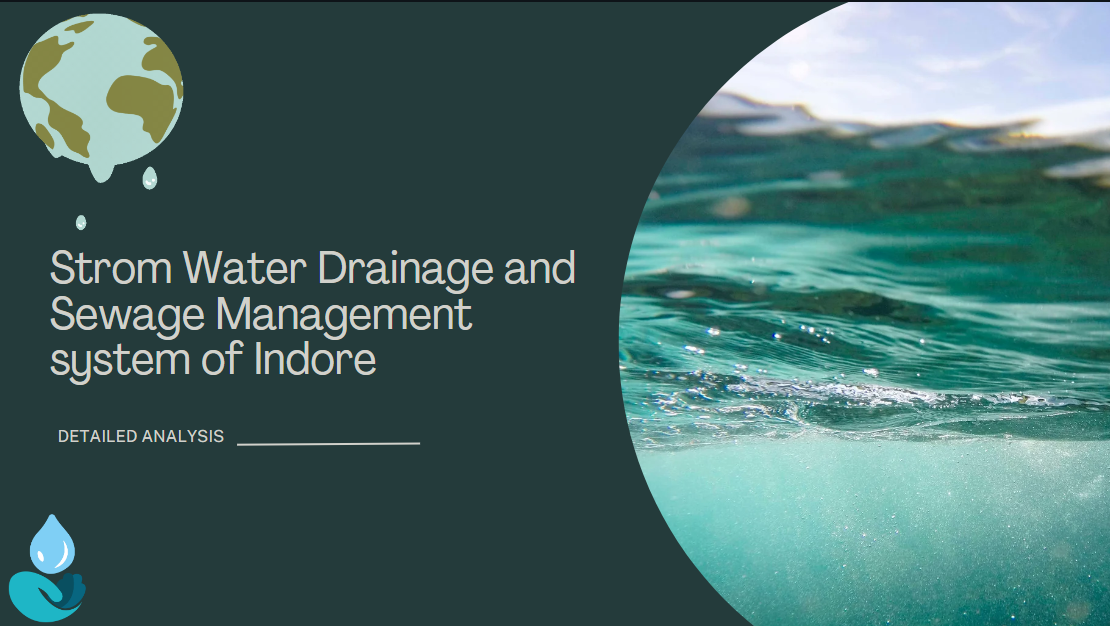 Strom Water Drainage and
Sewage Management
system of Indore
DETAILED ANALYSIS